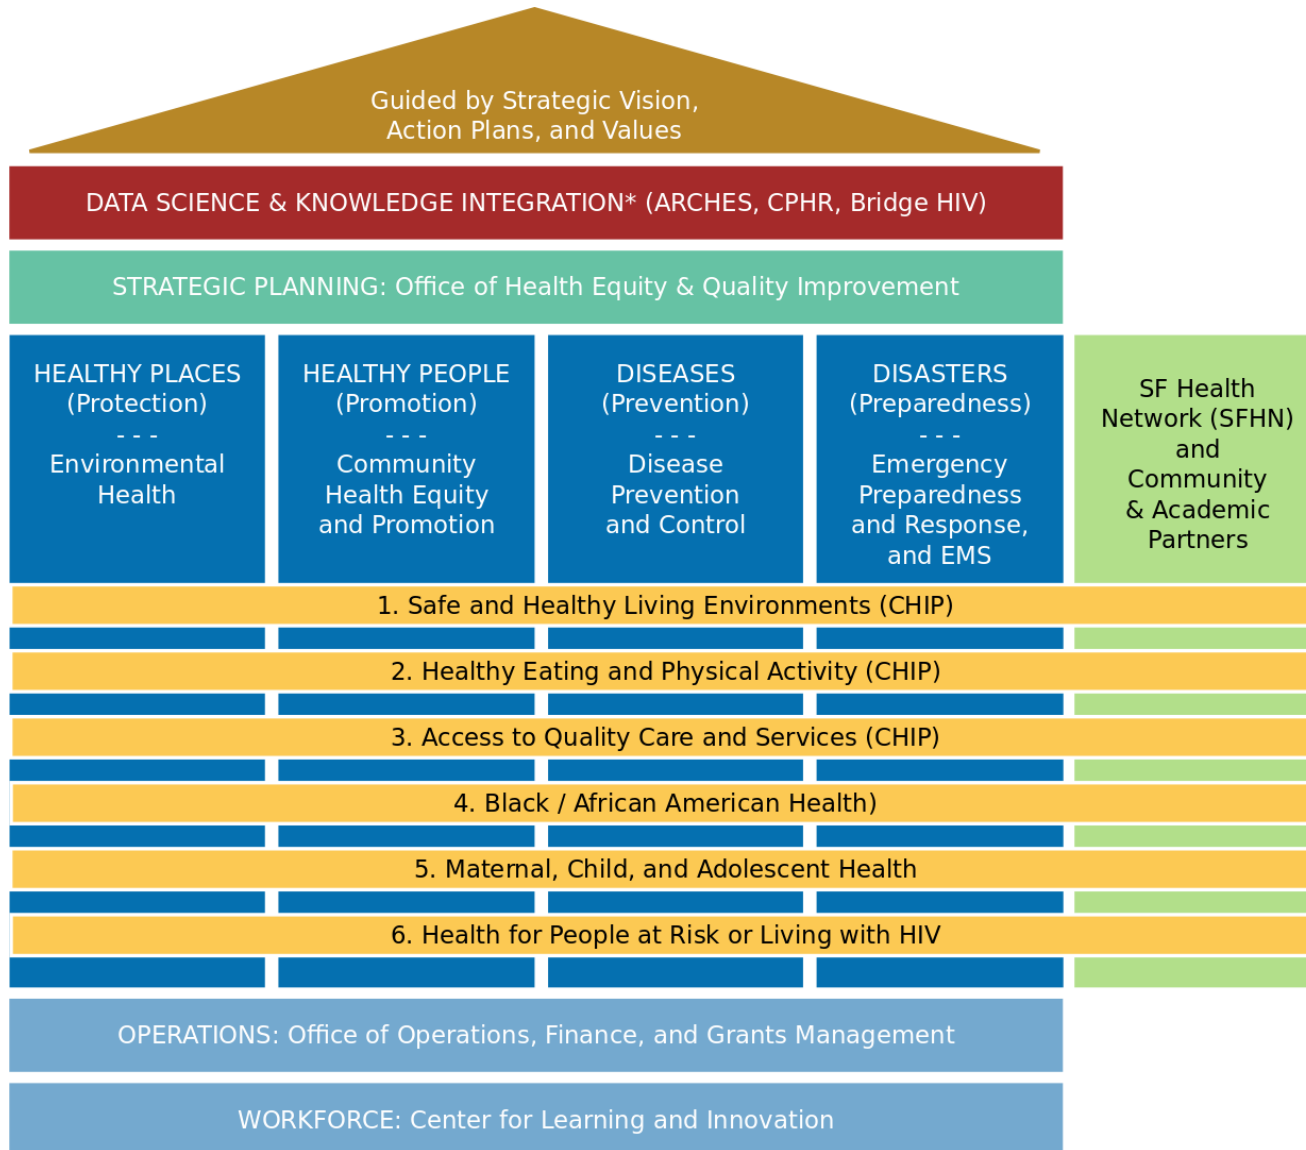 Guided by Strategic Vision,
Action Plans, and Values
DATA SCIENCE & KNOWLEDGE INTEGRATION* (ARCHES, CPHR, Bridge HIV)
STRATEGIC PLANNING: Office of Health Equity & Quality Improvement
HEALTHY PLACES
(Protection)
- - -
Environmental
Health
HEALTHY PEOPLE
(Promotion)
- - -
Community
Health Equity
and Promotion
DISEASES
(Prevention)
- - -
Disease
Prevention
and Control
DISASTERS
(Preparedness)
- - -
Emergency
Preparedness
and Response,
and EMS
SF Health
Network (SFHN)
and
Community
& Academic
Partners
1. Safe and Healthy Living Environments (CHIP)
2. Healthy Eating and Physical Activity (CHIP)
3. Access to Quality Care and Services (CHIP)
4. Black / African American Health)
5. Maternal, Child, and Adolescent Health
6. Health for People at Risk or Living with HIV
OPERATIONS: Office of Operations, Finance, and Grants Management
WORKFORCE: Center for Learning and Innovation